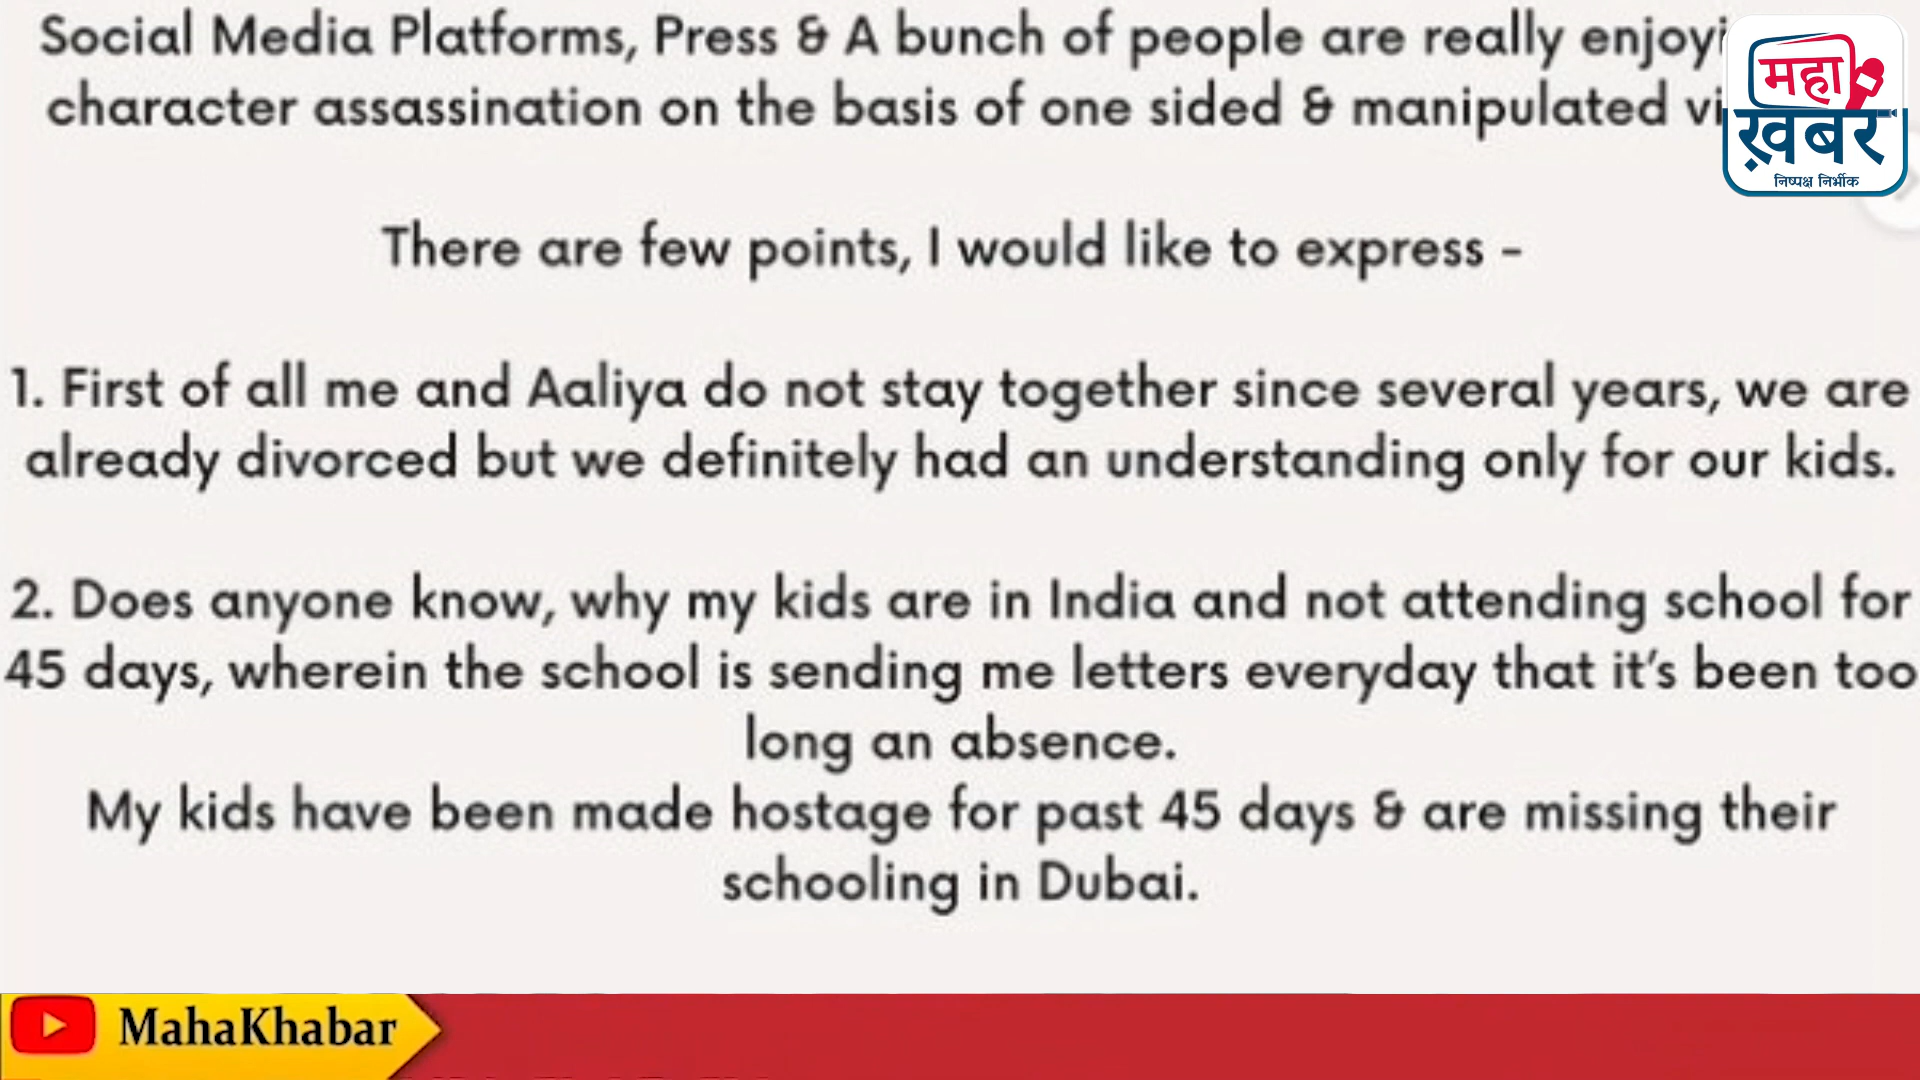 Social Media Platforms, Press & A bunch of people are really
character assassination on the basis of one sided & manipulated
There are few points, I would like to express -
1. First of all me and Aaliya do not stay together since several years, we are
already divorced but we definitely had an understanding only for our kids.
2. Does anyone know, why my kids are in India and not attending school for
45 days, wherein the school is sending me letters everyday that it's been too
long an absence.
My kids have been made hostage for past 45 days & are missing their
schooling in Dubai.
महा
ख़बर
निष्पक्ष निर्भीक
MahaKhabar